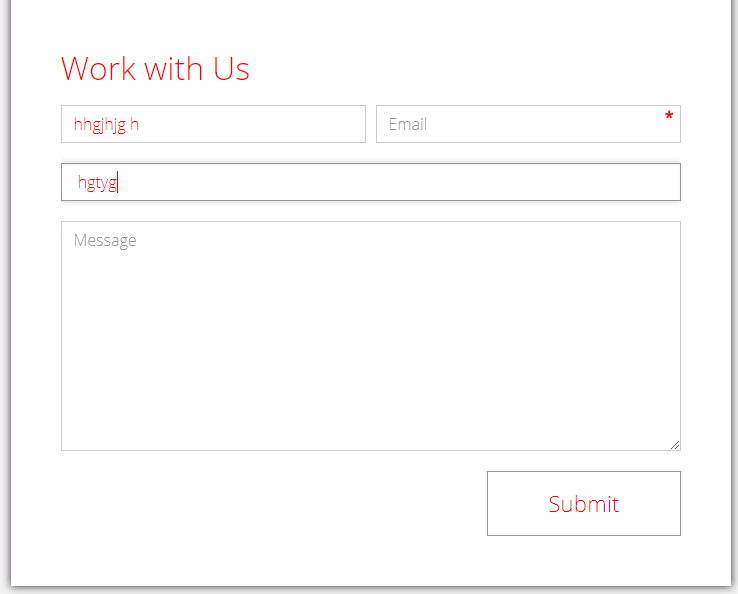 Work with Us
hhgjhjg h
Email *
hgtyg
Message
Submit